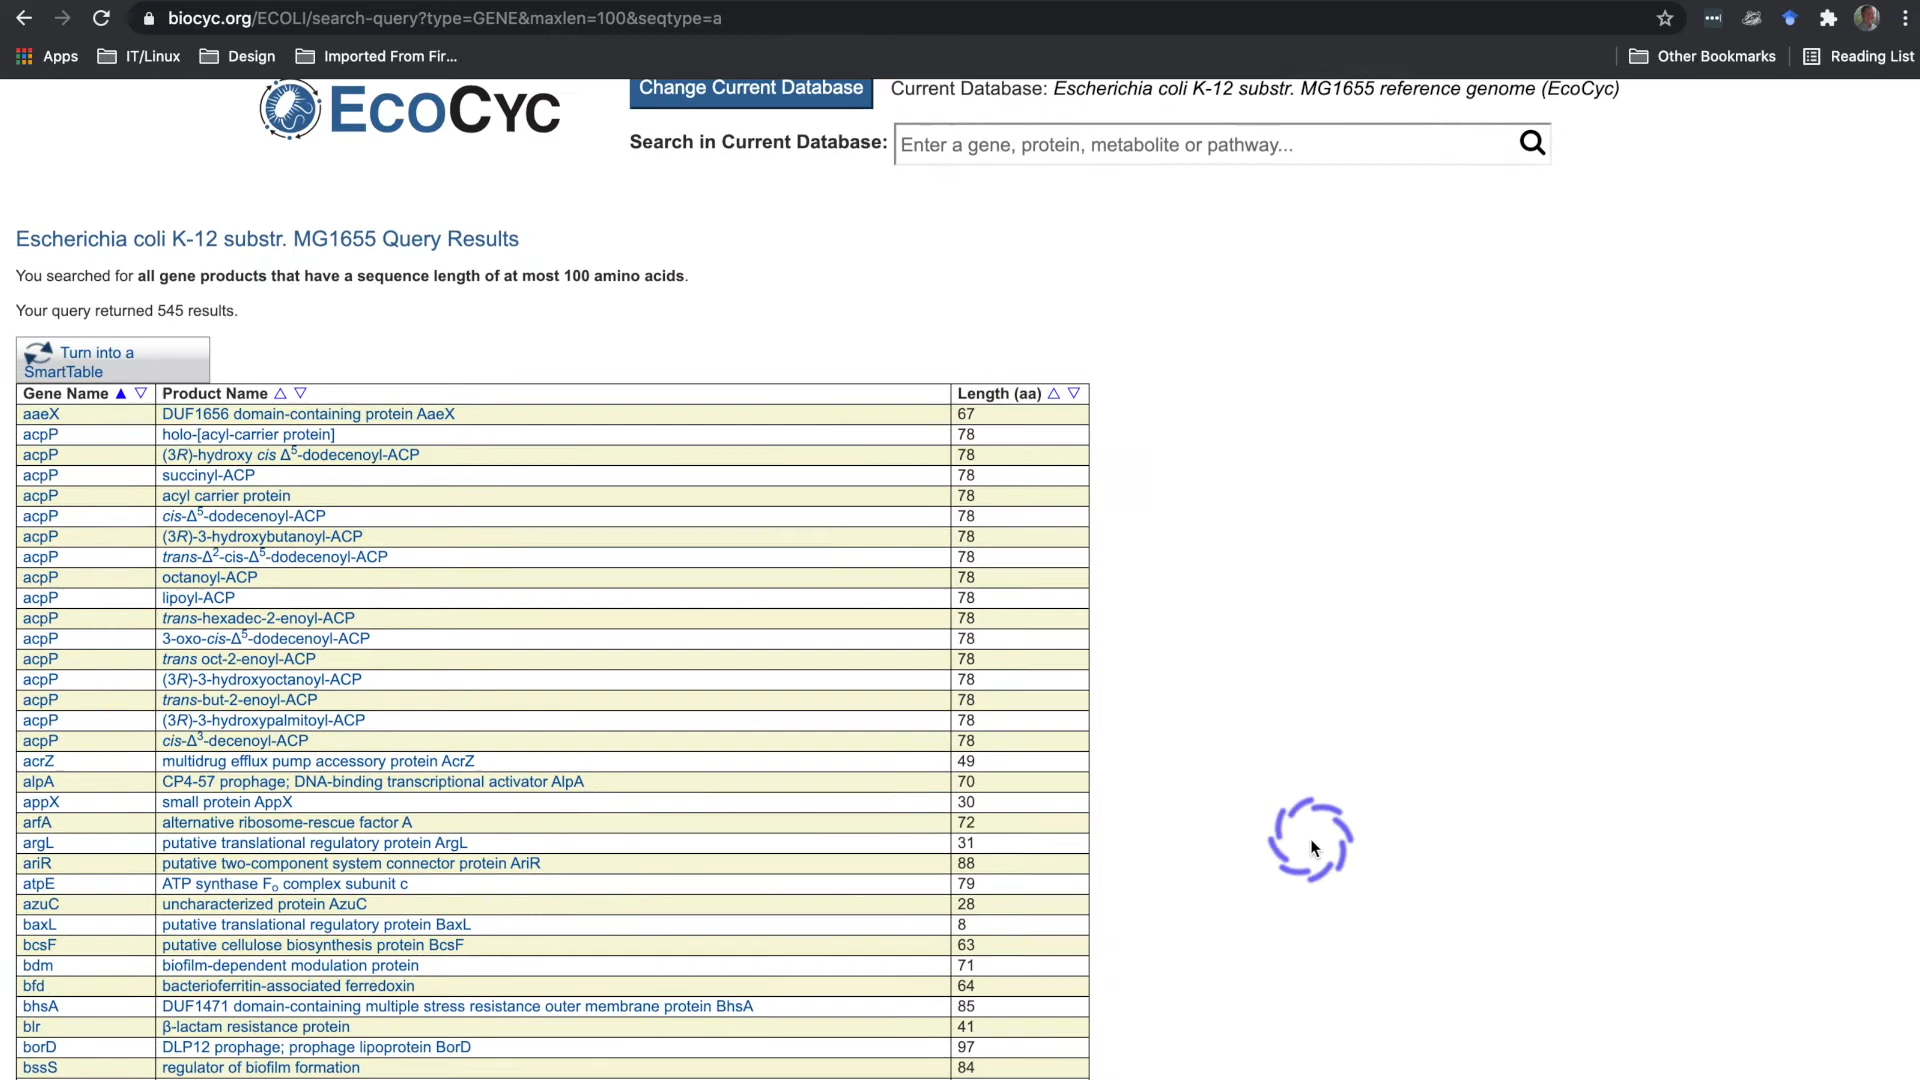 biocyc.org/ECOLI/search-query?type=GENE&maxlen=100&seqtype=a
Apps IT/Linux Design Imported From Fir... Other Bookmarks Reading List
ECOCYC
Change Current Database Current Database: Escherichia coli K-12 substr. MG1655 reference genome (EcoCyc)
Search in Current Database: Enter a gene, protein, metabolite or pathway...
Escherichia coli K-12 substr. MG1655 Query Results
You searched for all gene products that have a sequence length of at most 100 amino acids.
Your query returned 545 results.
Turn into a
SmartTable
Gene Name ▲ ▽ Product Name △ ▽ Length (aa) △ ▽
aaeX DUF1656 domain-containing protein AaeX 67
acpP holo-[acyl-carrier protein] 78
acpP (3R)-hydroxy cis Δ5-dodecenoyl-ACP 78
acpP succinyl-ACP 78
acpP acyl carrier protein 78
acpP cis-Δ5-dodecenoyl-ACP 78
acpP (3R)-3-hydroxybutanoyl-ACP 78
acpP trans-Δ2-cis-Δ5-dodecenoyl-ACP 78
acpP octanoyl-ACP 78
acpP lipoyl-ACP 78
acpP trans-hexadec-2-enoyl-ACP 78
acpP 3-oxo-cis-Δ5-dodecenoyl-ACP 78
acpP trans oct-2-enoyl-ACP 78
acpP (3R)-3-hydroxyoctanoyl-ACP 78
acpP trans-but-2-enoyl-ACP 78
acpP (3R)-3-hydroxypalmitoyl-ACP 78
acpP cis-Δ3-decenoyl-ACP 78
acrZ multidrug efflux pump accessory protein AcrZ 49
alpA CP4-57 prophage; DNA-binding transcriptional activator AlpA 70
appX small protein AppX 30
arfA alternative ribosome-rescue factor A 72
argL putative translational regulatory protein ArgL 31
ariR putative two-component system connector protein AriR 88
atpE ATP synthase Fo complex subunit c 79
azuC uncharacterized protein AzuC 28
baxL putative translational regulatory protein BaxL 8
bcsF putative cellulose biosynthesis protein BcsF 63
bdm biofilm-dependent modulation protein 71
bfd bacterioferritin-associated ferredoxin 64
bhsA DUF1471 domain-containing multiple stress resistance outer membrane protein BhsA 85
blr β-lactam resistance protein 41
borD DLP12 prophage; prophage lipoprotein BorD 97
bssS regulator of biofilm formation 84